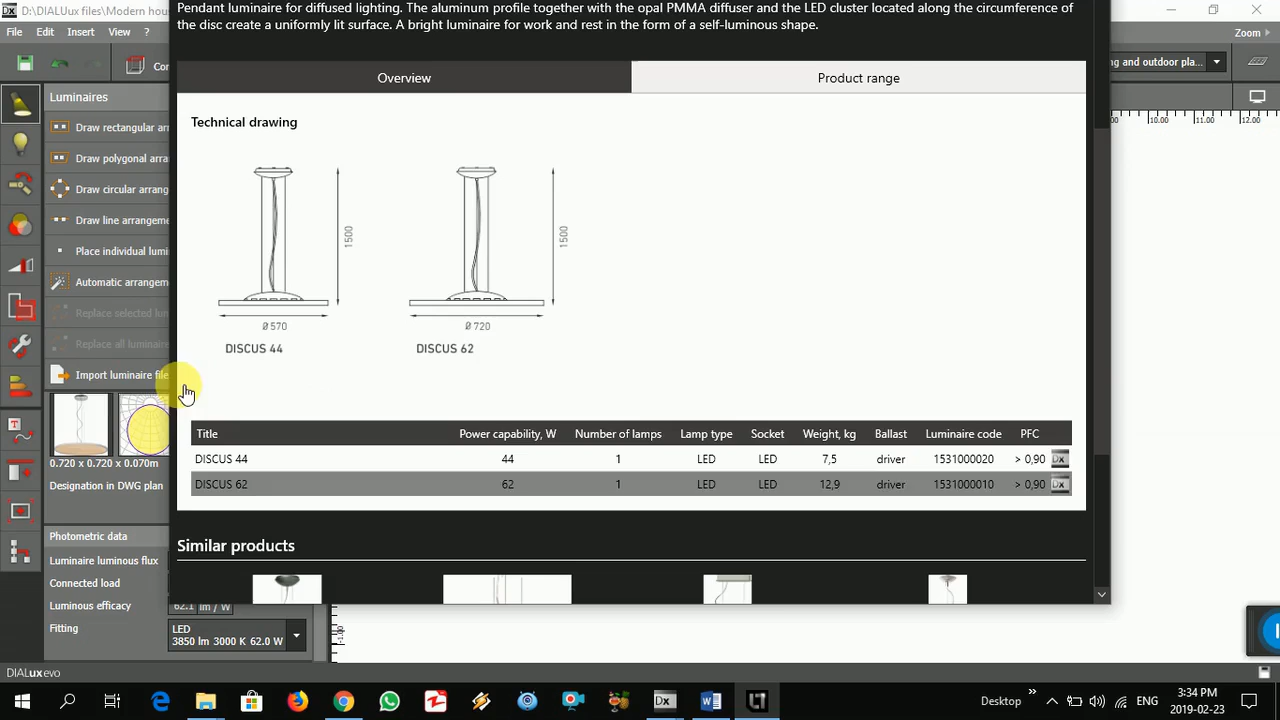 D:\DIALUux files\Modern hous
File Edit Insert View ?
Zoom
Con
ng and outdoor pla...
Luminaires
Draw rectangular arr
Draw polygonal arra
Draw circular arrang
Draw line arrangeme
Place individual lumi
Automatic arrangem
Replace selected lum
Replace all luminaire
Import luminaire file
0.720 x 0.720 x 0.070m
Designation in DWG plan
Photometric data
Luminaire luminous flux
Connected load
Luminous efficacy
62.1 lm / W
Fitting
LED
3850 lm 3000 K 62.0 W
Pendant luminaire for diffused lighting. The aluminum profile together with the opal PMMA diffuser and the LED cluster located along the circumference of
the disc create a uniformly lit surface. A bright luminaire for work and rest in the form of a self-luminous shape.
Overview Product range
Technical drawing
1500
1500
Ø 570
Ø 720
DISCUS 44
DISCUS 62
Title Power capability, W Number of lamps Lamp type Socket Weight, kg Ballast Luminaire code PFC
DISCUS 44 44 1 LED LED 7,5 driver 1531000020 > 0,90 Dx
DISCUS 62 62 1 LED LED 12,9 driver 1531000010 > 0,90 Dx
Similar products
10.00 11.00 12.00
-1.00
DIALux evo
Desktop
ENG
3:34 PM
2019-02-23